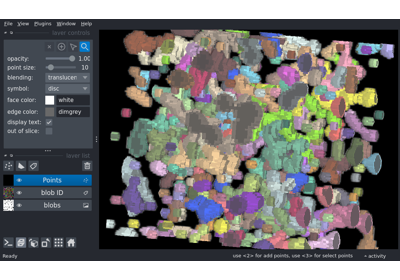 File View Plugins Window Help
layer controls
opacity: 1.00
point size: 10
blending: translucen
symbol: disc
face color: white
edge color: dimgrey
display text:
out of slice:
layer list
Points
blob ID
blobs
Ready
use <2> for add points, use <3> for select points
activity